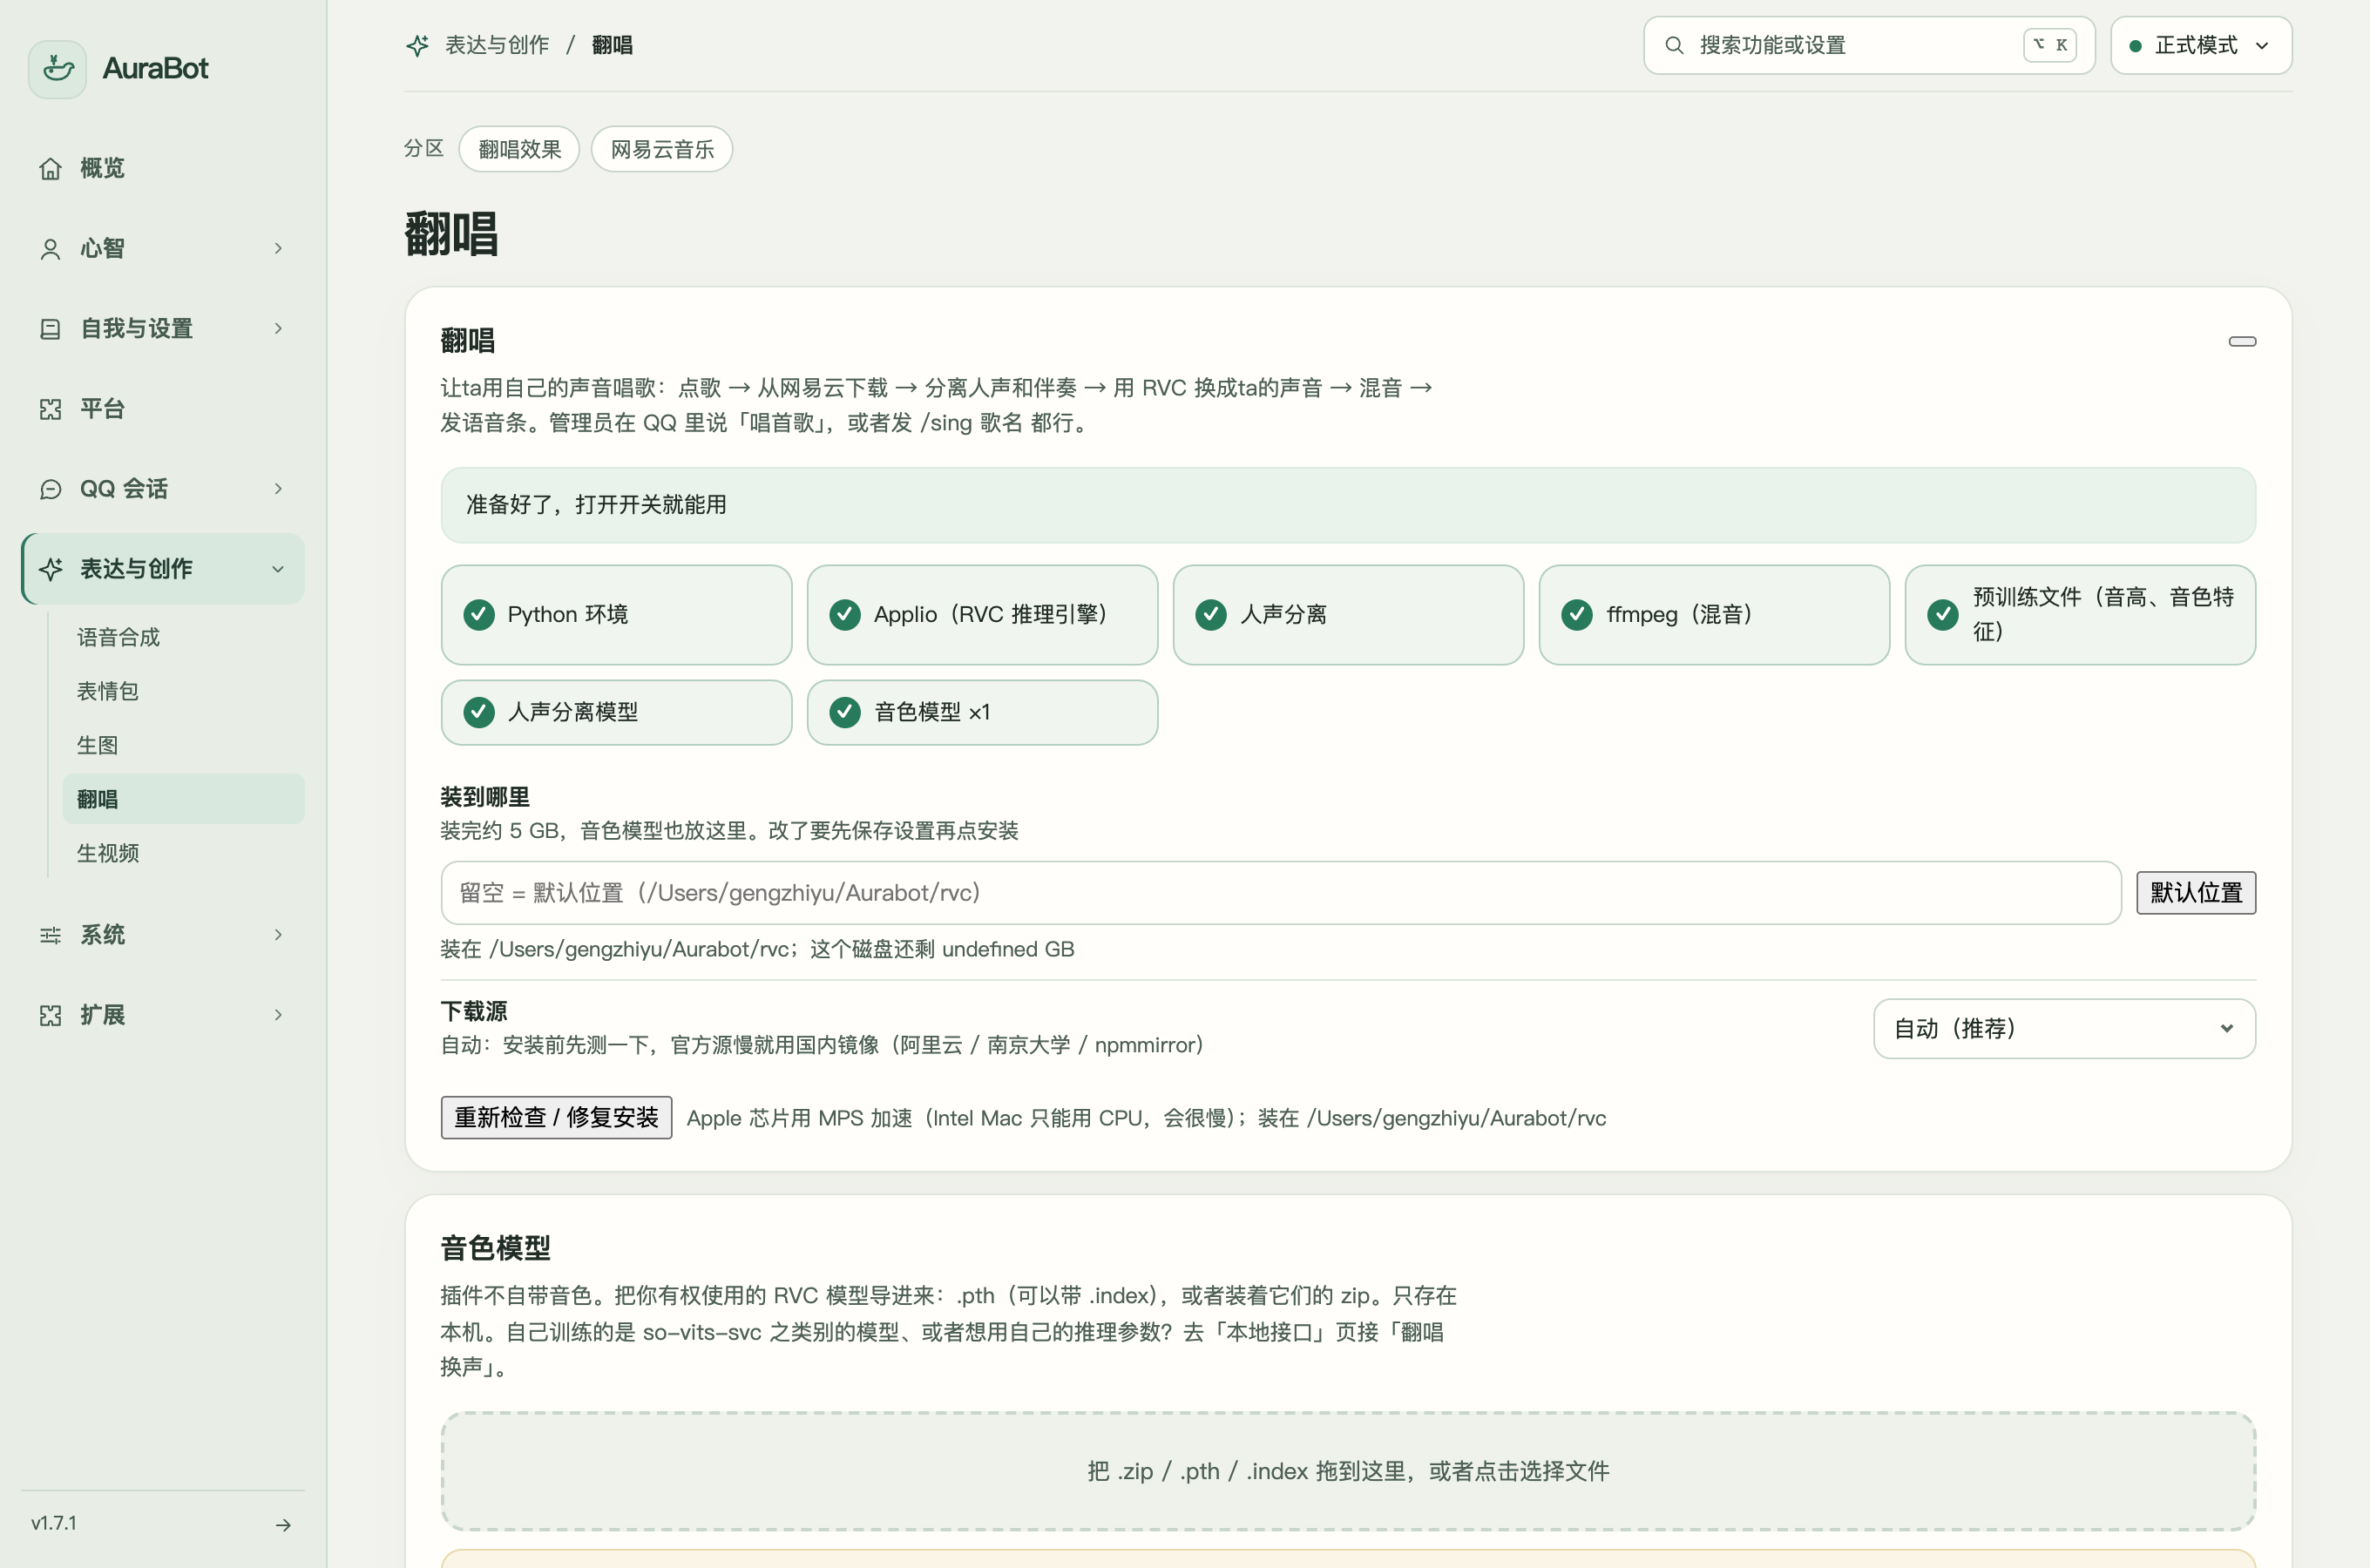 AuraBot
概览
心智
自我与设置
平台
QQ 会话
表达与创作
语音合成
表情包
生图
翻唱
生视频
系统
扩展
v1.7.1
表达与创作 / 翻唱
搜索功能或设置
⌥ K
正式模式
分区
翻唱效果
网易云音乐
翻唱
翻唱
让ta用自己的声音唱歌：点歌 → 从网易云下载 → 分离人声和伴奏 → 用 RVC 换成ta的声音 → 混音 →
发语音条。管理员在 QQ 里说「唱首歌」，或者发 /sing 歌名 都行。
准备好了，打开开关就能用
Python 环境
Applio（RVC 推理引擎）
人声分离
ffmpeg（混音）
预训练文件（音高、音色特
征）
人声分离模型
音色模型 ×1
装到哪里
装完约 5 GB，音色模型也放这里。改了要先保存设置再点安装
留空 = 默认位置（/Users/gengzhiyu/Aurabot/rvc）
默认位置
装在 /Users/gengzhiyu/Aurabot/rvc；这个磁盘还剩 undefined GB
下载源
自动：安装前先测一下，官方源慢就用国内镜像（阿里云 / 南京大学 / npmmirror）
自动（推荐）
重新检查 / 修复安装
Apple 芯片用 MPS 加速（Intel Mac 只能用 CPU，会很慢）；装在 /Users/gengzhiyu/Aurabot/rvc
音色模型
插件不自带音色。把你有权使用的 RVC 模型导进来：.pth（可以带 .index），或者装着它们的 zip。只存在
本机。自己训练的是 so-vits-svc 之类别的模型、或者想用自己的推理参数？去「本地接口」页接「翻唱
换声」。
把 .zip / .pth / .index 拖到这里，或者点击选择文件